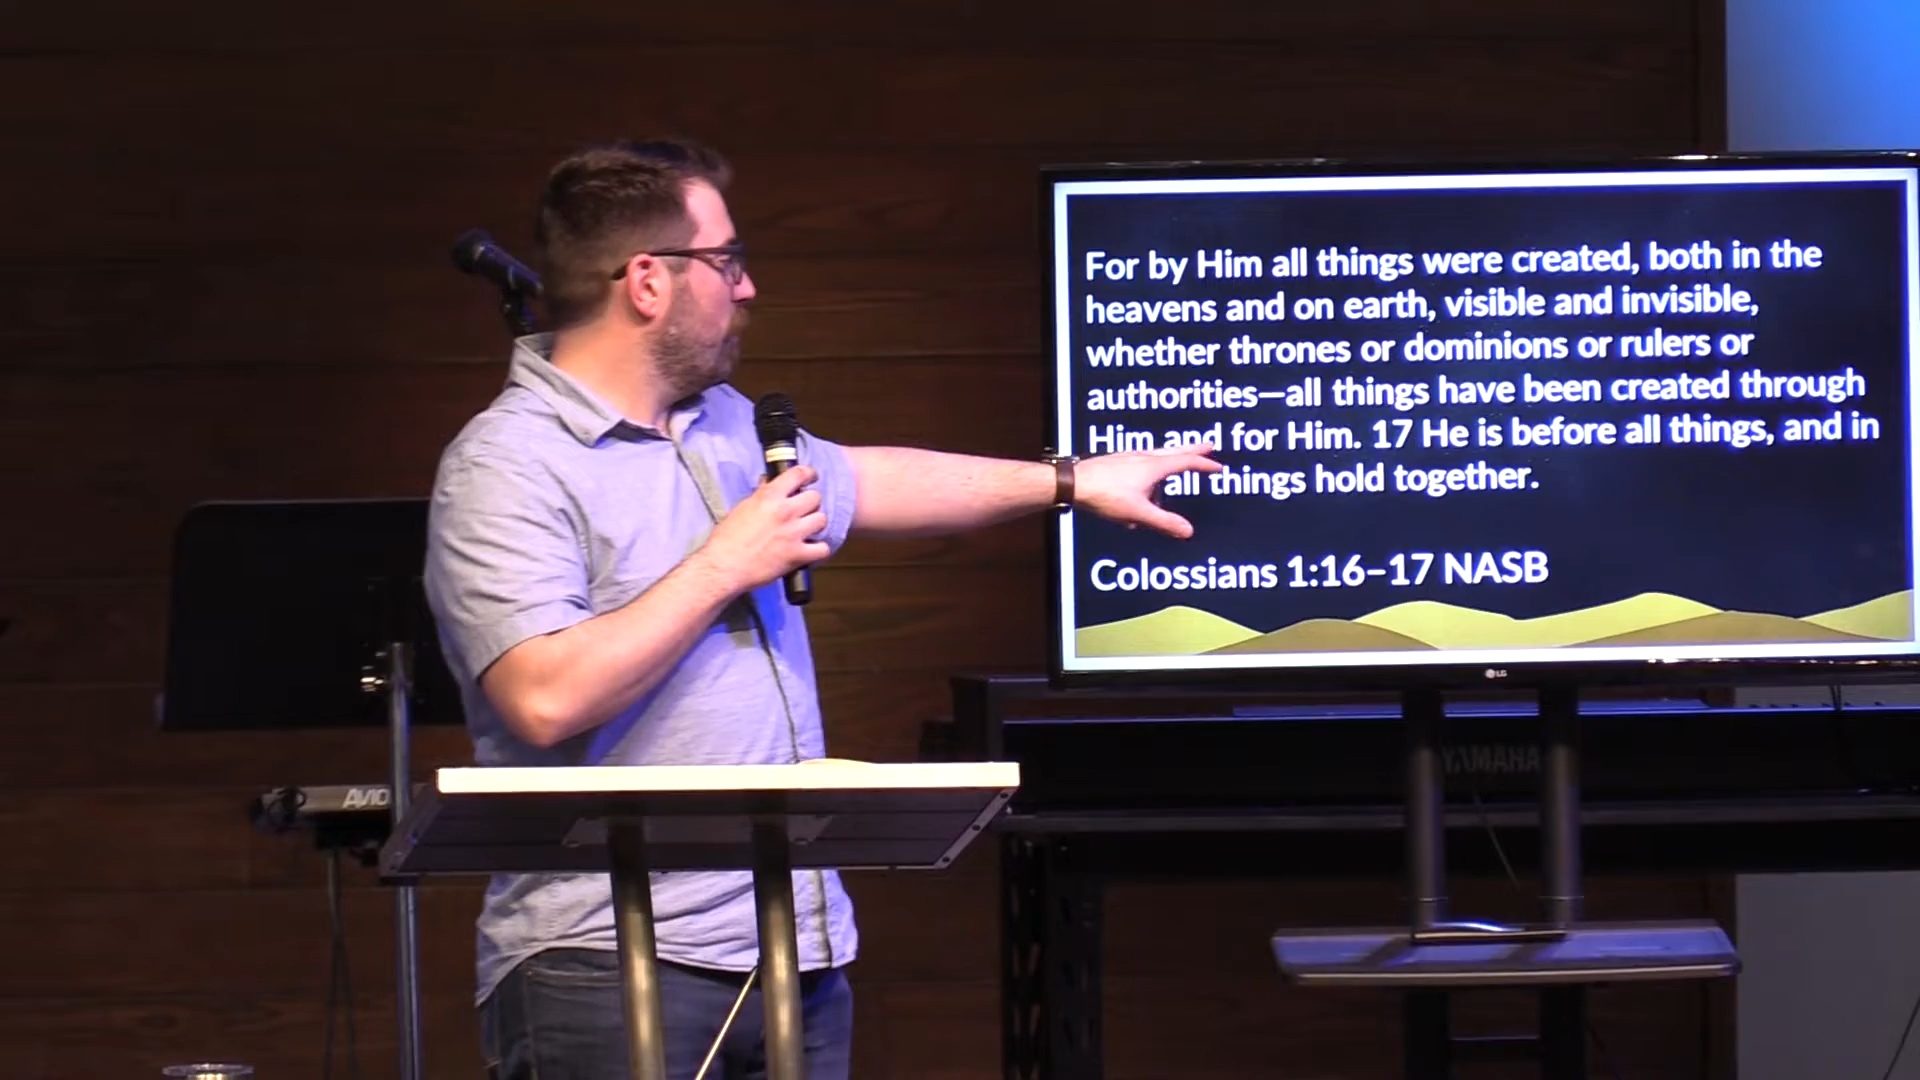 For by Him all things were created, both in the
heavens and on earth, visible and invisible,
whether thrones or dominions or rulers or
authorities—all things have been created through
Him and for Him. 17 He is before all things, and in
all things hold together.
Colossians 1:16–17 NASB
LG
YAMAHA
AVIO